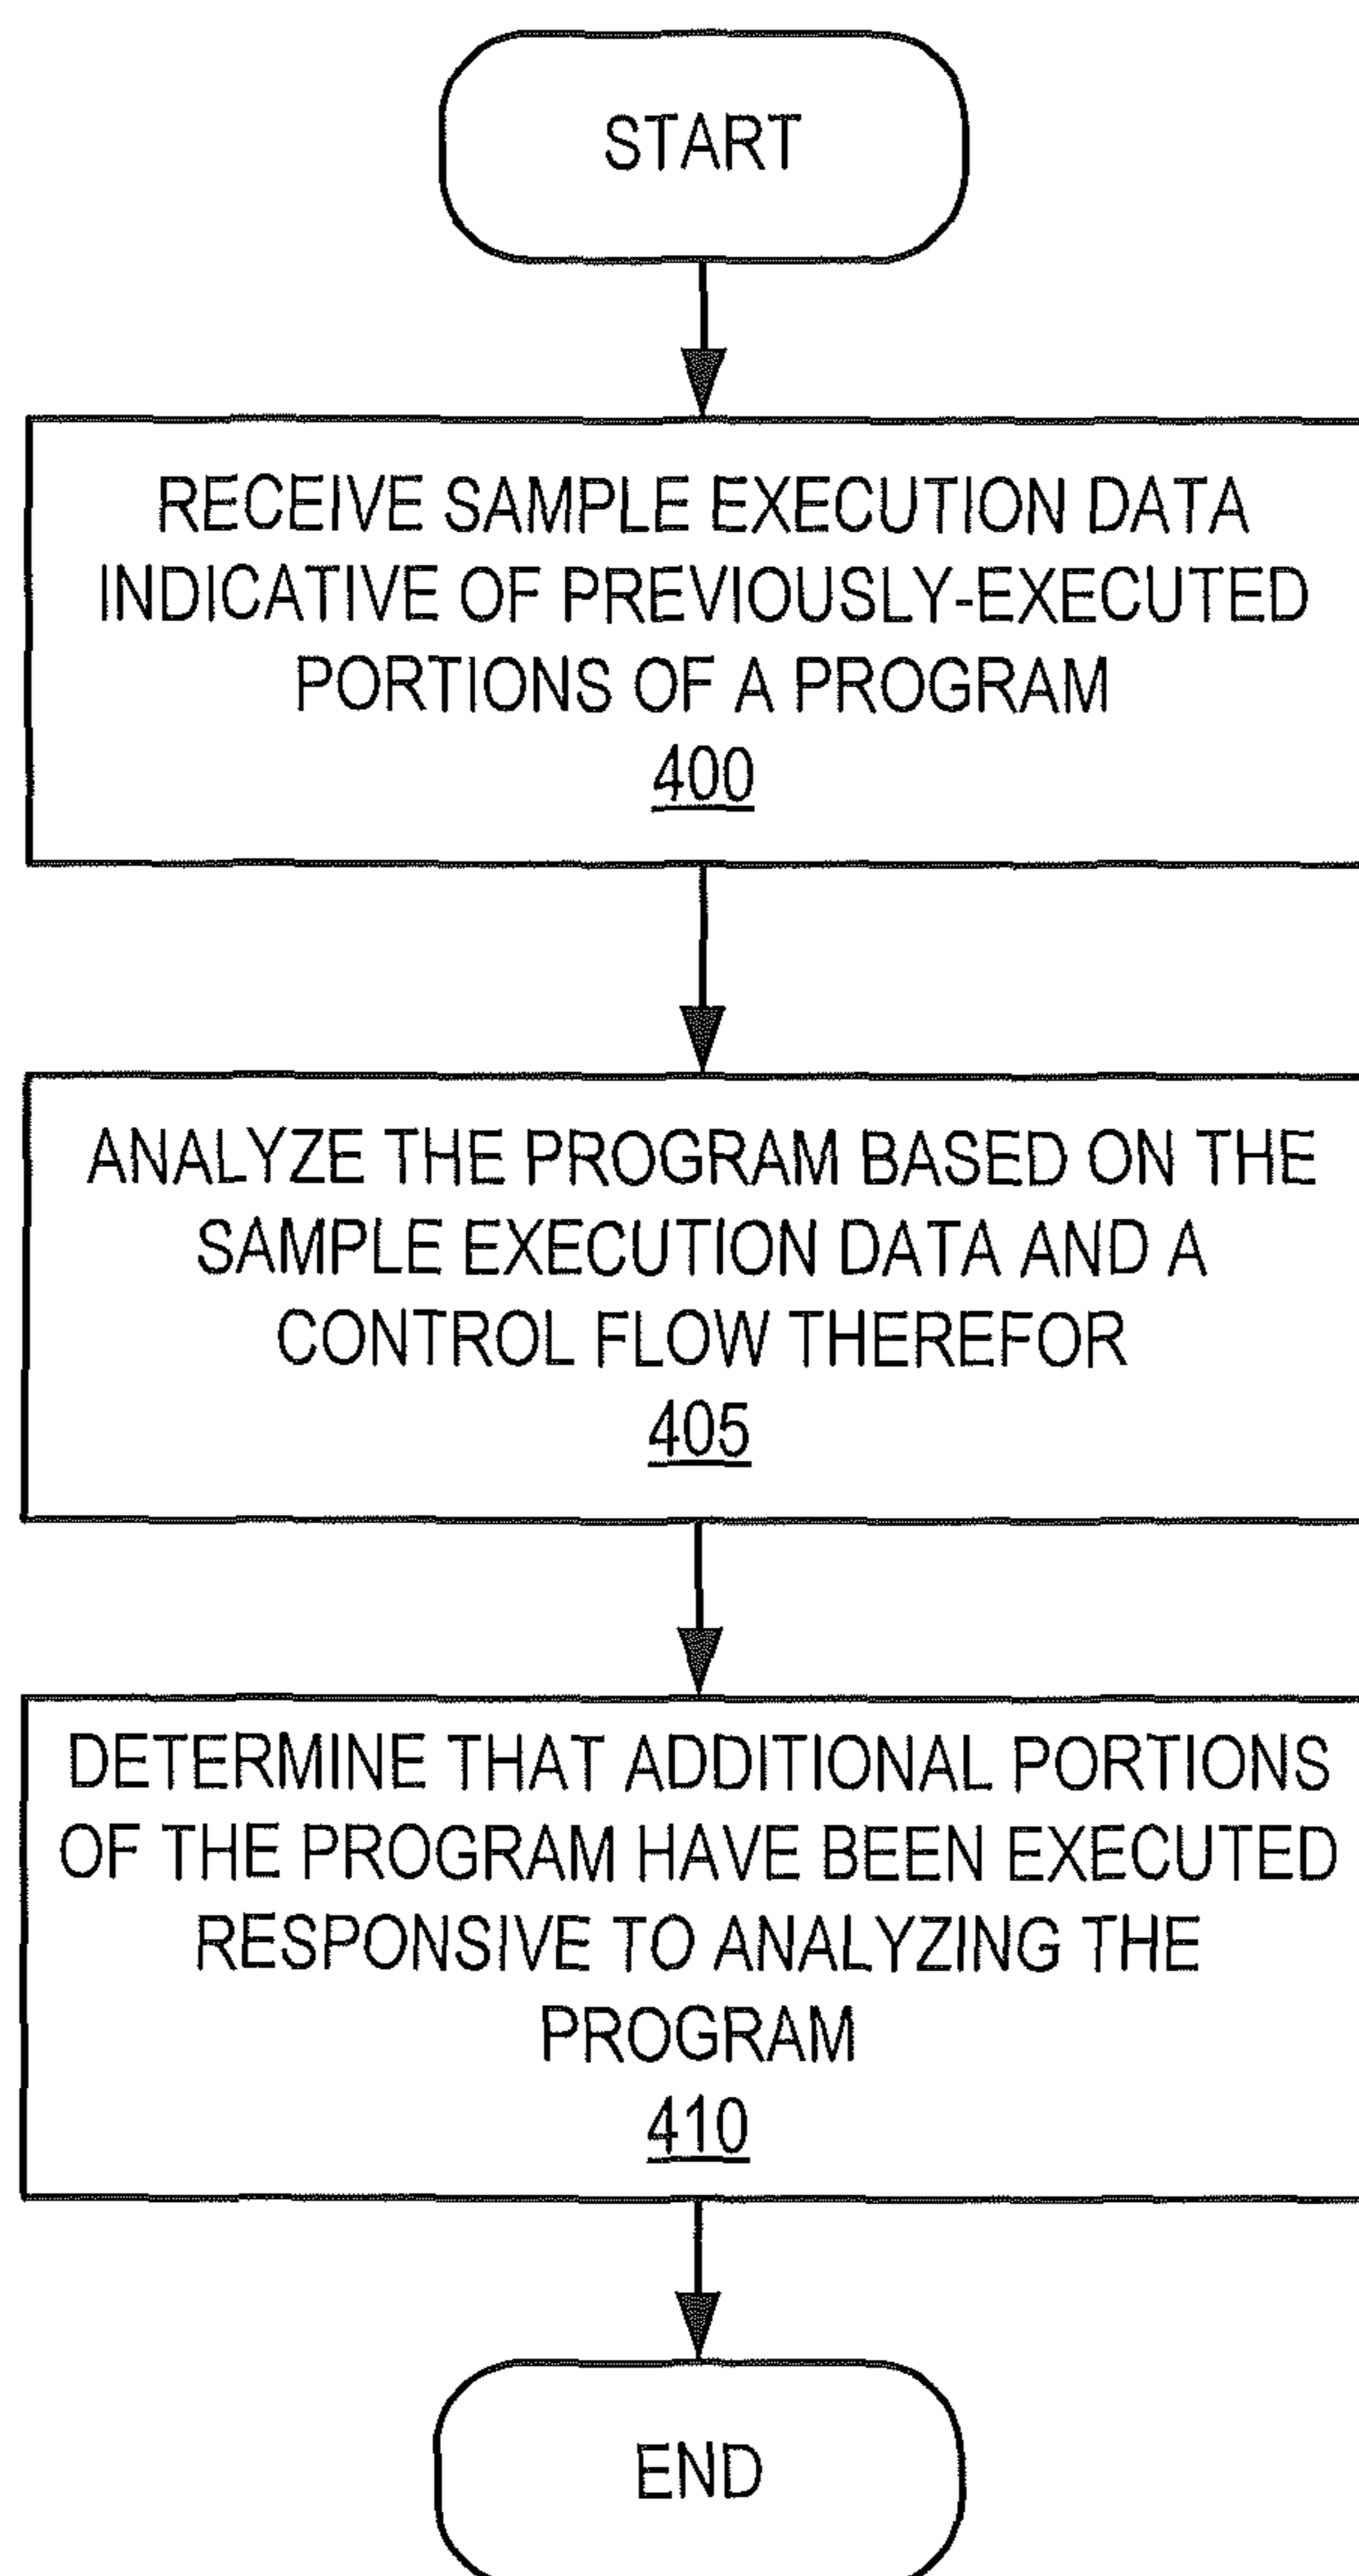 START
RECEIVE SAMPLE EXECUTION DATA
INDICATIVE OF PREVIOUSLY-EXECUTED
PORTIONS OF A PROGRAM
400
ANALYZE THE PROGRAM BASED ON THE
SAMPLE EXECUTION DATA AND A
CONTROL FLOW THEREFOR
405
DETERMINE THAT ADDITIONAL PORTIONS
OF THE PROGRAM HAVE BEEN EXECUTED
RESPONSIVE TO ANALYZING THE
PROGRAM
410
END